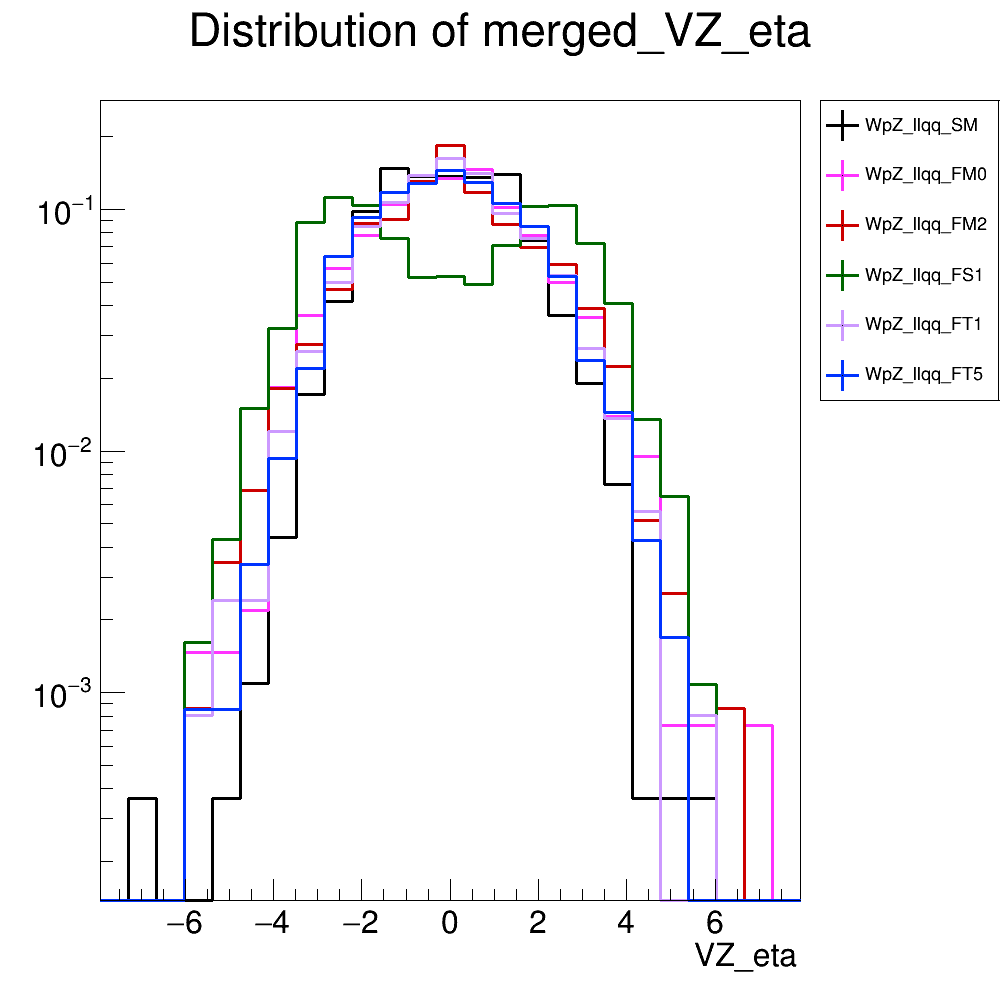 Distribution of merged_VZ_eta
WpZ_llqq_SM
WpZ_llqq_FM0
WpZ_llqq_FM2
WpZ_llqq_FS1
WpZ_llqq_FT1
WpZ_llqq_FT5
10⁻¹
10⁻²
10⁻³
−6 −4 −2 0 2 4 6
VZ_eta